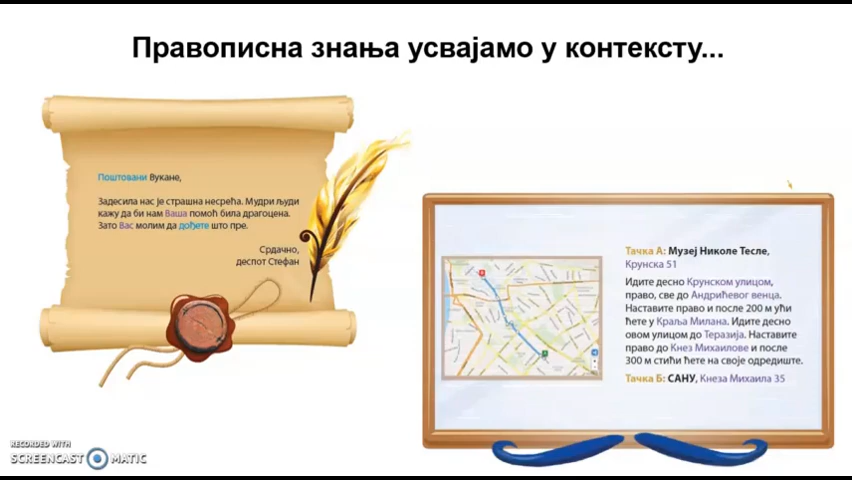 Правописна знања усвајамо у контексту...
Поштовани Вукане,
Задесила нас је страшна несрећа. Мудри људи
кажу да би нам Ваша помоћ била драгоцена.
Зато Вас молим да дођете што пре.
Срдачно,
деспот Стефан
Тачка А: Музеј Николе Тесле,
Крунска 51
Идите десно Крунском улицом,
право, све до Андрићевог венца.
Наставите право и после 200 м ући
ћете у Краља Милана. Идите десно
овом улицом до Теразија. Наставите
право до Кнез Михаилове и после
300 м стићи ћете на своје одредиште.
Тачка Б: САНУ, Кнеза Михаила 35
RECORDED WITH
SCREENCAST MATIC